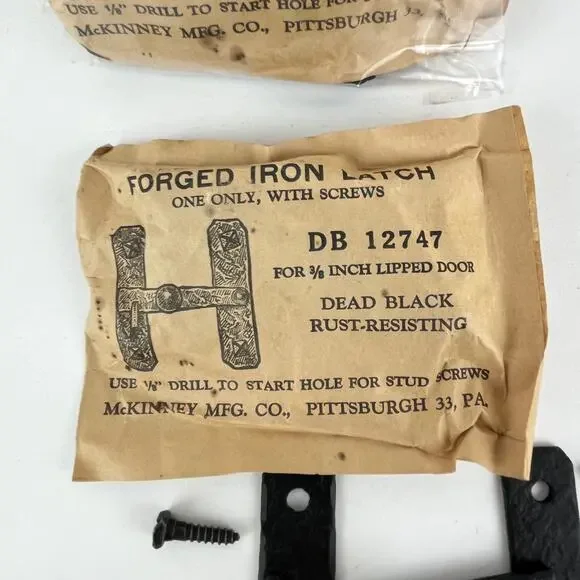 USE ⅛" DRILL TO START HOLE FOR
McKINNEY MFG. CO., PITTSBURGH 33,
FORGED IRON LATCH
ONE ONLY, WITH SCREWS
DB 12747
FOR ⅜ INCH LIPPED DOOR
DEAD BLACK
RUST-RESISTING
USE ⅛" DRILL TO START HOLE FOR STUD SCREWS
McKINNEY MFG. CO., PITTSBURGH 33, PA.